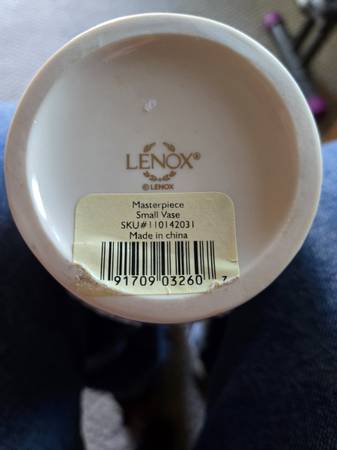 LENOX®
© LENOX
Masterpiece
Small Vase
SKU#110142031
Made in china
91709 03260 7